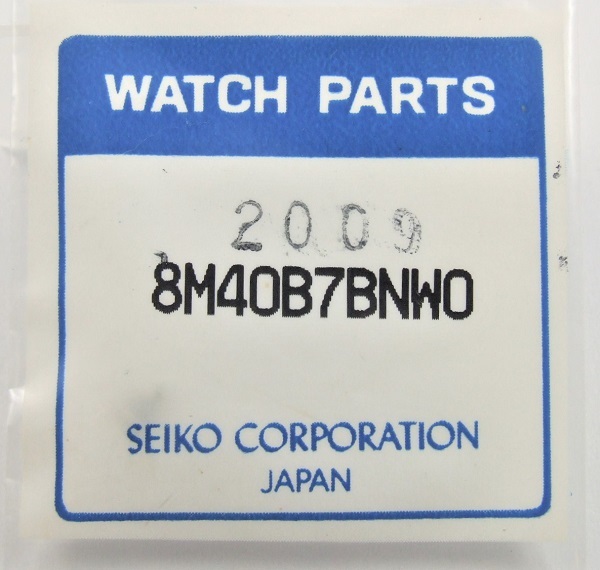 WATCH PARTS
2009
8M40B7BNW0
SEIKO CORPORATION
JAPAN